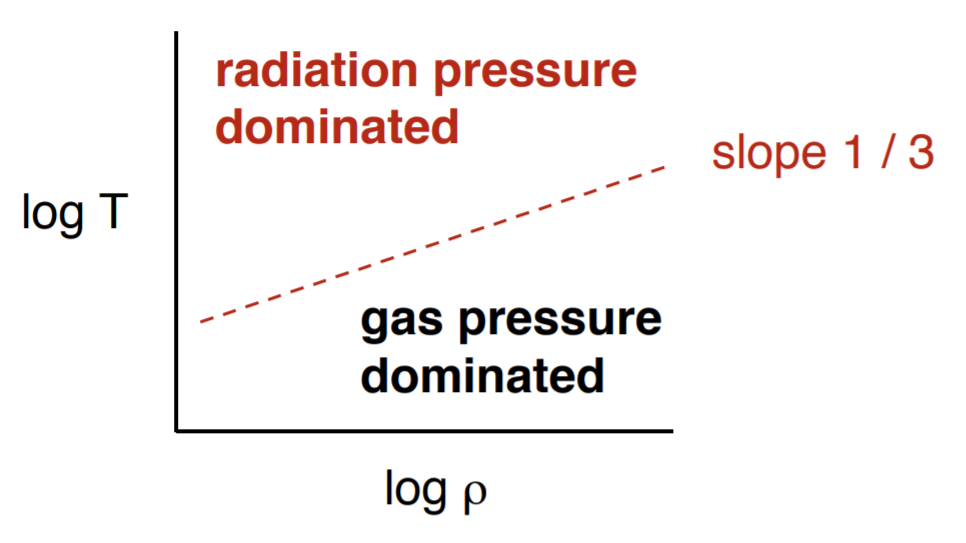 radiation pressure
dominated
slope 1 / 3
log T
gas pressure
dominated
log ρ